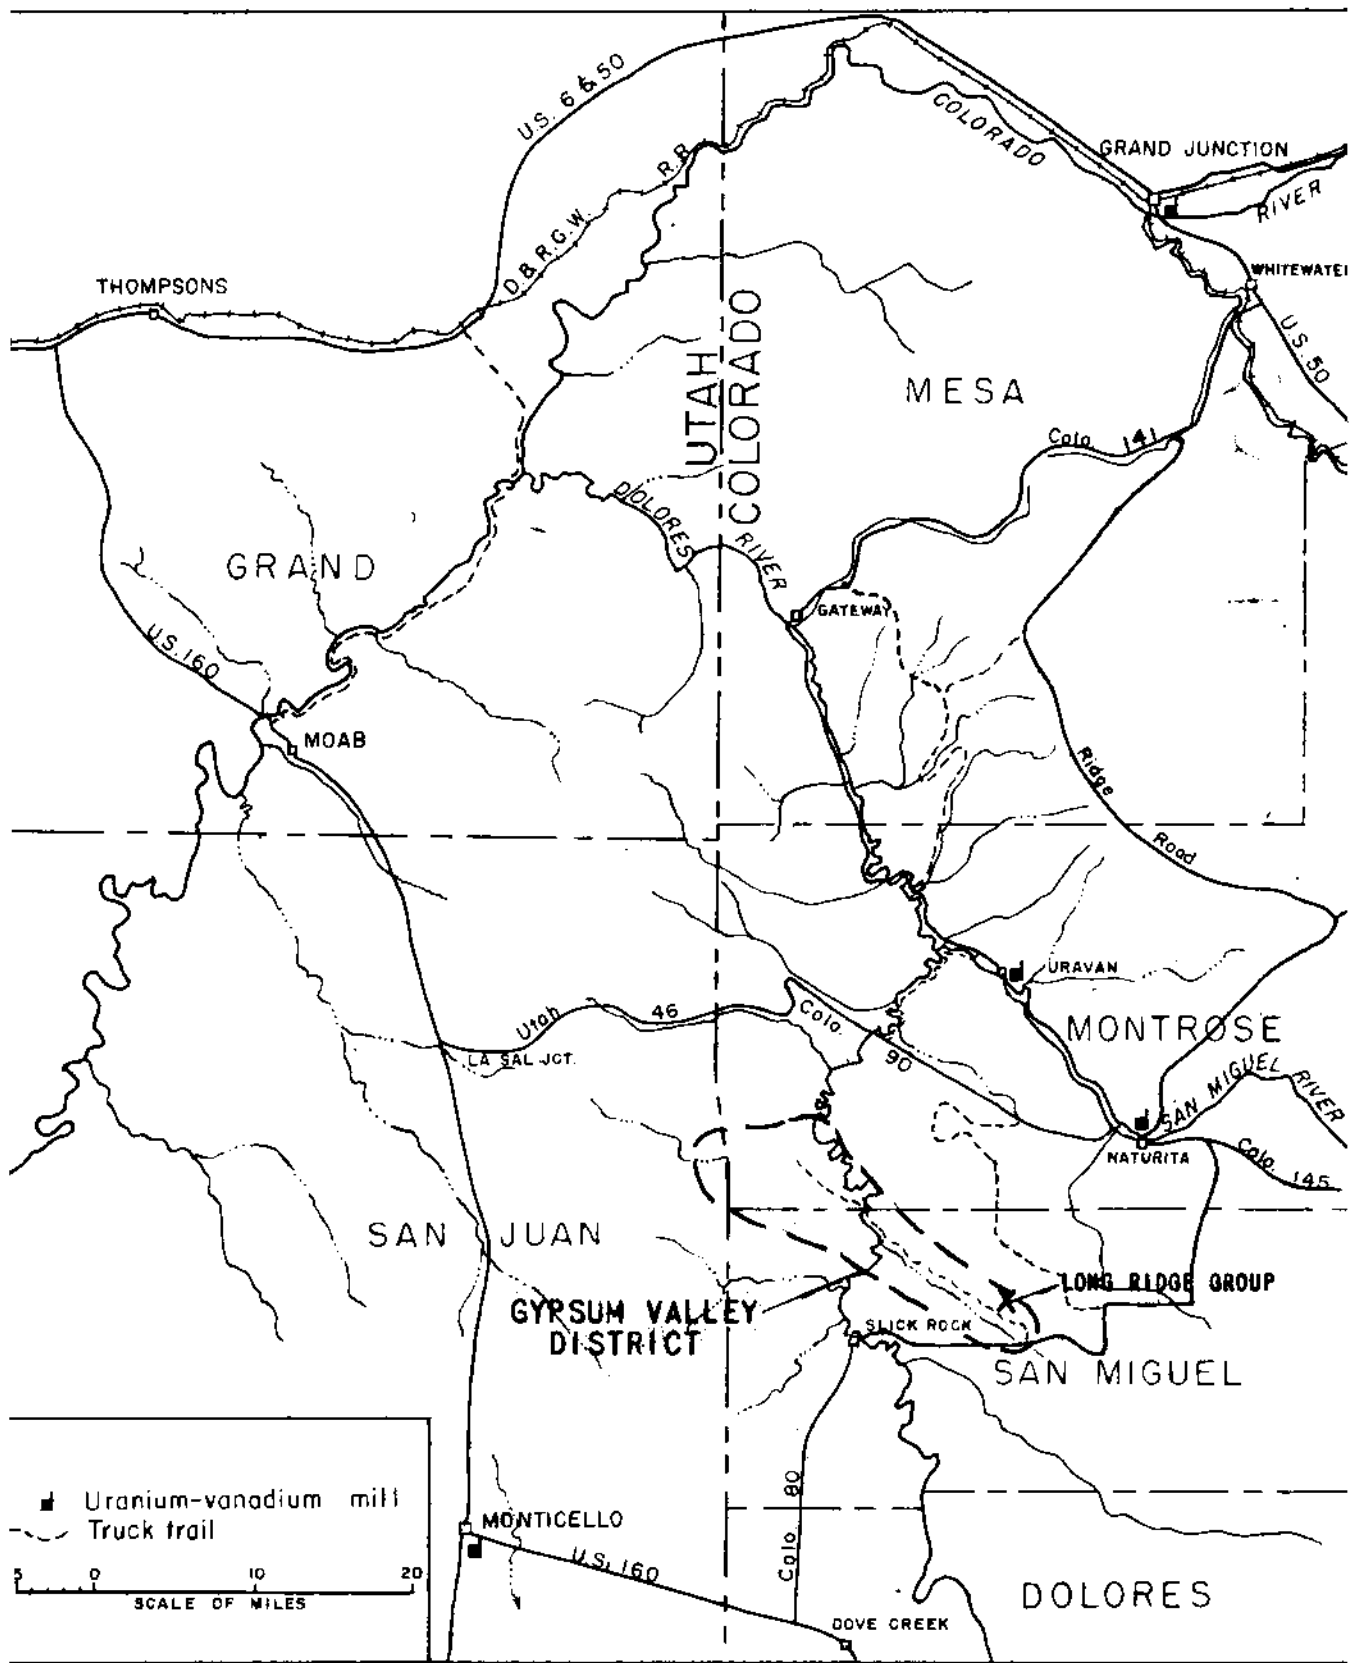 U.S. 6 & 50
COLORADO
GRAND JUNCTION
RIVER
D. & R. G. W. R.R.
THOMPSONS
WHITEWATER
U.S. 50
UTAH
COLORADO
MESA
Colo. 141
DOLORES
RIVER
GRAND
GATEWAY
U.S. 160
MOAB
Ridge
Road
URAVAN
Utah 46
Colo. 90
MONTROSE
LA SAL JCT.
SAN MIGUEL RIVER
NATURITA
Colo. 145
SAN JUAN
LONG RIDGE GROUP
GYPSUM VALLEY
DISTRICT
SLICK ROCK
SAN MIGUEL
Colo. 80
Uranium-vanadium mill
Truck trail
MONTICELLO
U.S. 160
5 0 10 20
SCALE OF MILES
DOLORES
DOVE CREEK